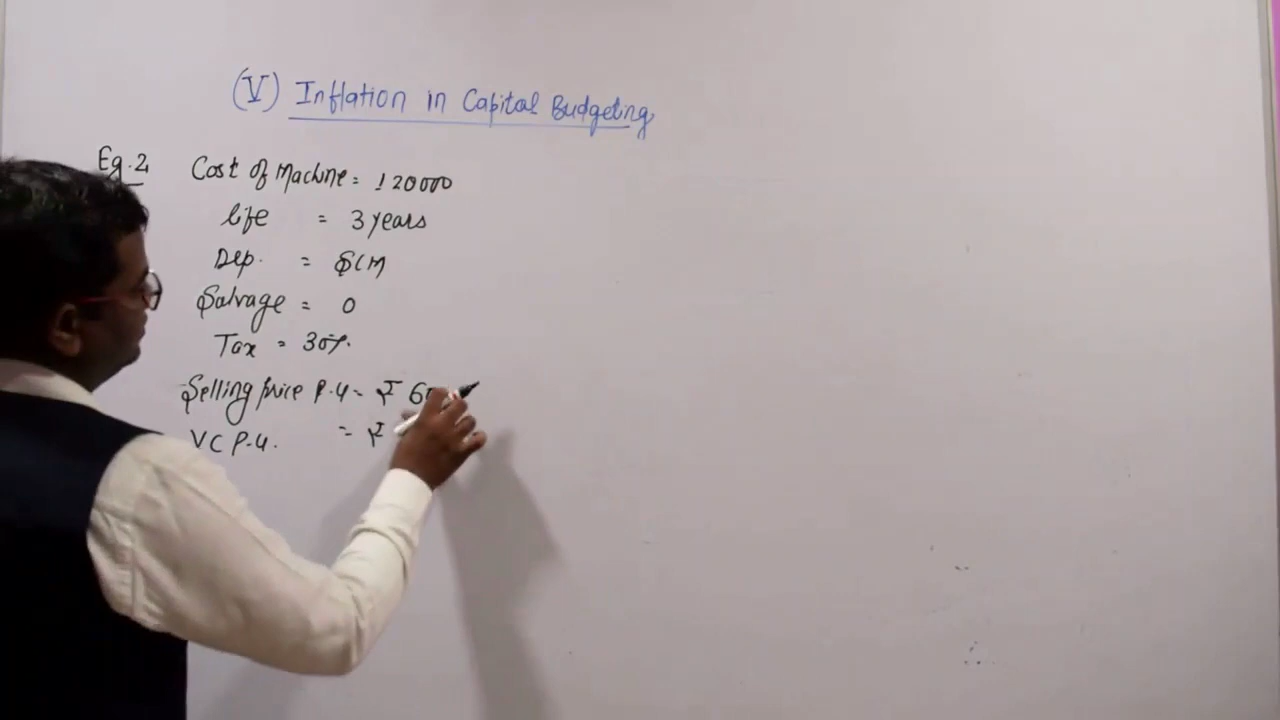 (V) Inflation in Capital Budgeting
Eg.2 Cost of Machine = 120000
life = 3 years
Dep. = SLM
Salvage = 0
Tax = 30%.
Selling price P.U = ₹ 60
VC P.U. = ₹